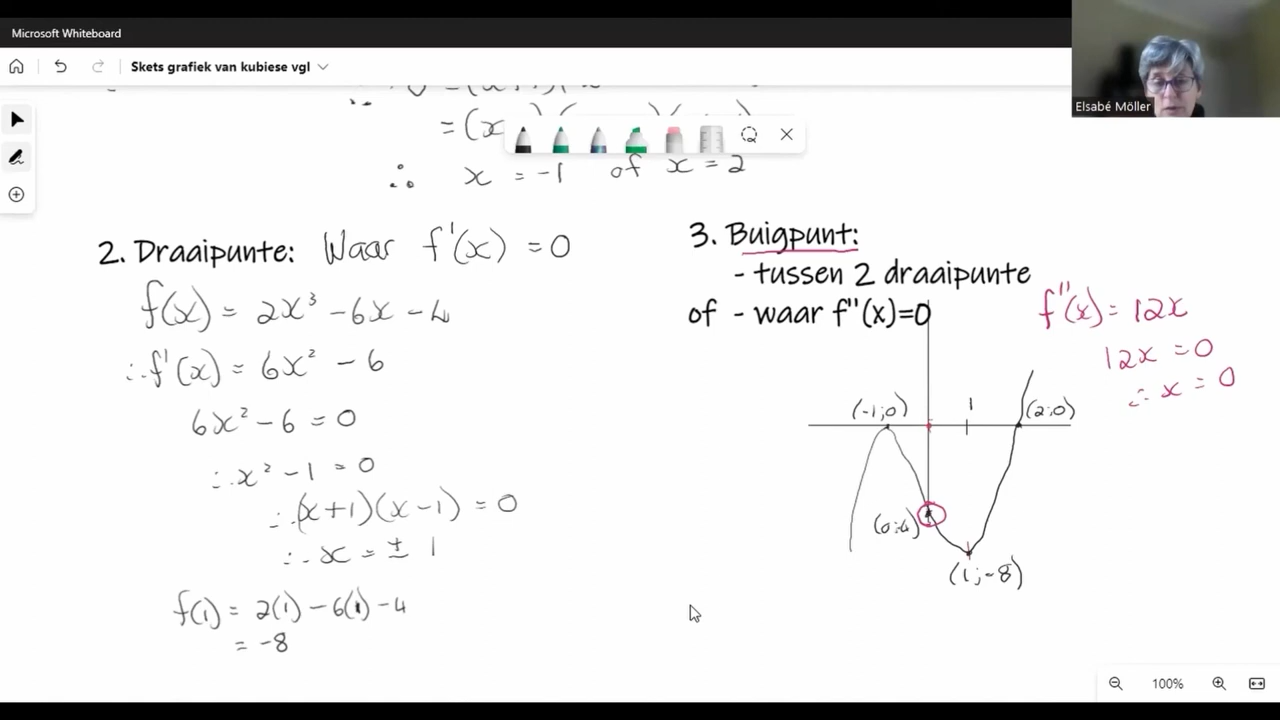 Microsoft Whiteboard
Skets grafiek van kubiese vgl
Elsabé Möller
= (x
∴ x = -1 of x = 2
2. Draaipunte: Waar f'(x) = 0
f(x) = 2x³ - 6x - 4
∴ f'(x) = 6x² - 6
6x² - 6 = 0
∴ x² - 1 = 0
∴ (x+1)(x-1) = 0
∴ x = ± 1
f(1) = 2(1) - 6(1) - 4
= -8
3. Buigpunt:
- tussen 2 draaipunte
of - waar f''(x)=0
f''(x) = 12x
12x = 0
∴ x = 0
(-1;0)
1
(2;0)
(0;-4)
(1;-8)
100%